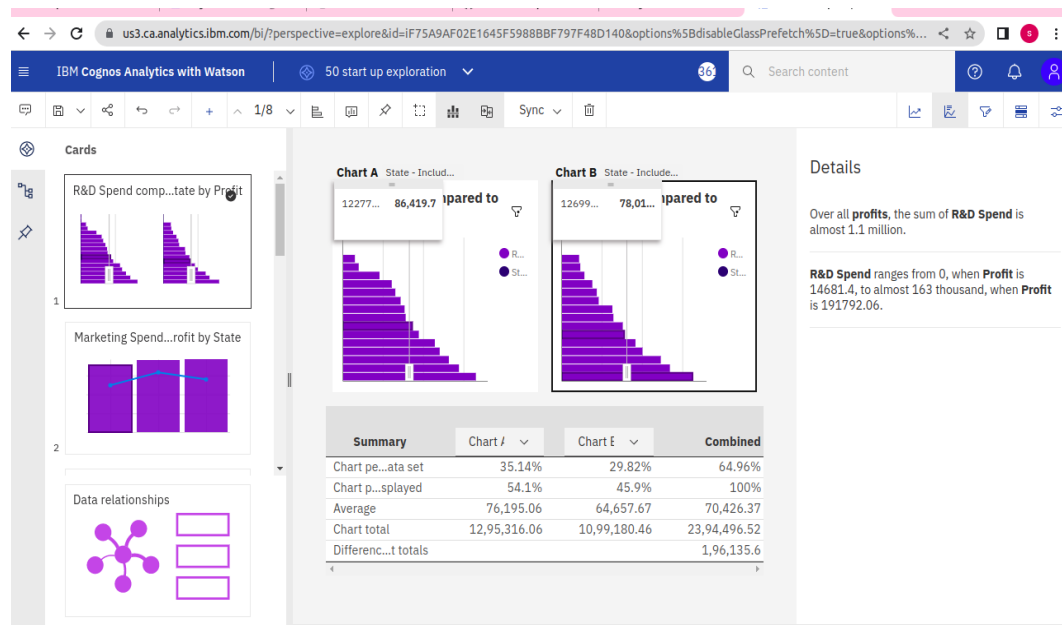 us3.ca.analytics.ibm.com/bi/?perspective=explore&id=iF75A9AF02E1645F5988BBF797F48D140&options%5BdisableGlassPrefetch%5D=true&options%...
S
IBM Cognos Analytics with Watson
50 start up exploration
361
Search content
1/8
Sync
Cards
R&D Spend comp...tate by Profit
1
Marketing Spend...rofit by State
2
Data relationships
Chart A State - Includ...
12277... 86,419.7
pared to
R...
St...
Chart B State - Include...
12699... 78,01...
pared to
R...
St...
Summary Chart Chart Combined
Chart pe...ata set 35.14% 29.82% 64.96%
Chart p...splayed 54.1% 45.9% 100%
Average 76,195.06 64,657.67 70,426.37
Chart total 12,95,316.06 10,99,180.46 23,94,496.52
Differenc...t totals 1,96,135.6
Details
Over all profits, the sum of R&D Spend is
almost 1.1 million.
R&D Spend ranges from 0, when Profit is
14681.4, to almost 163 thousand, when Profit
is 191792.06.